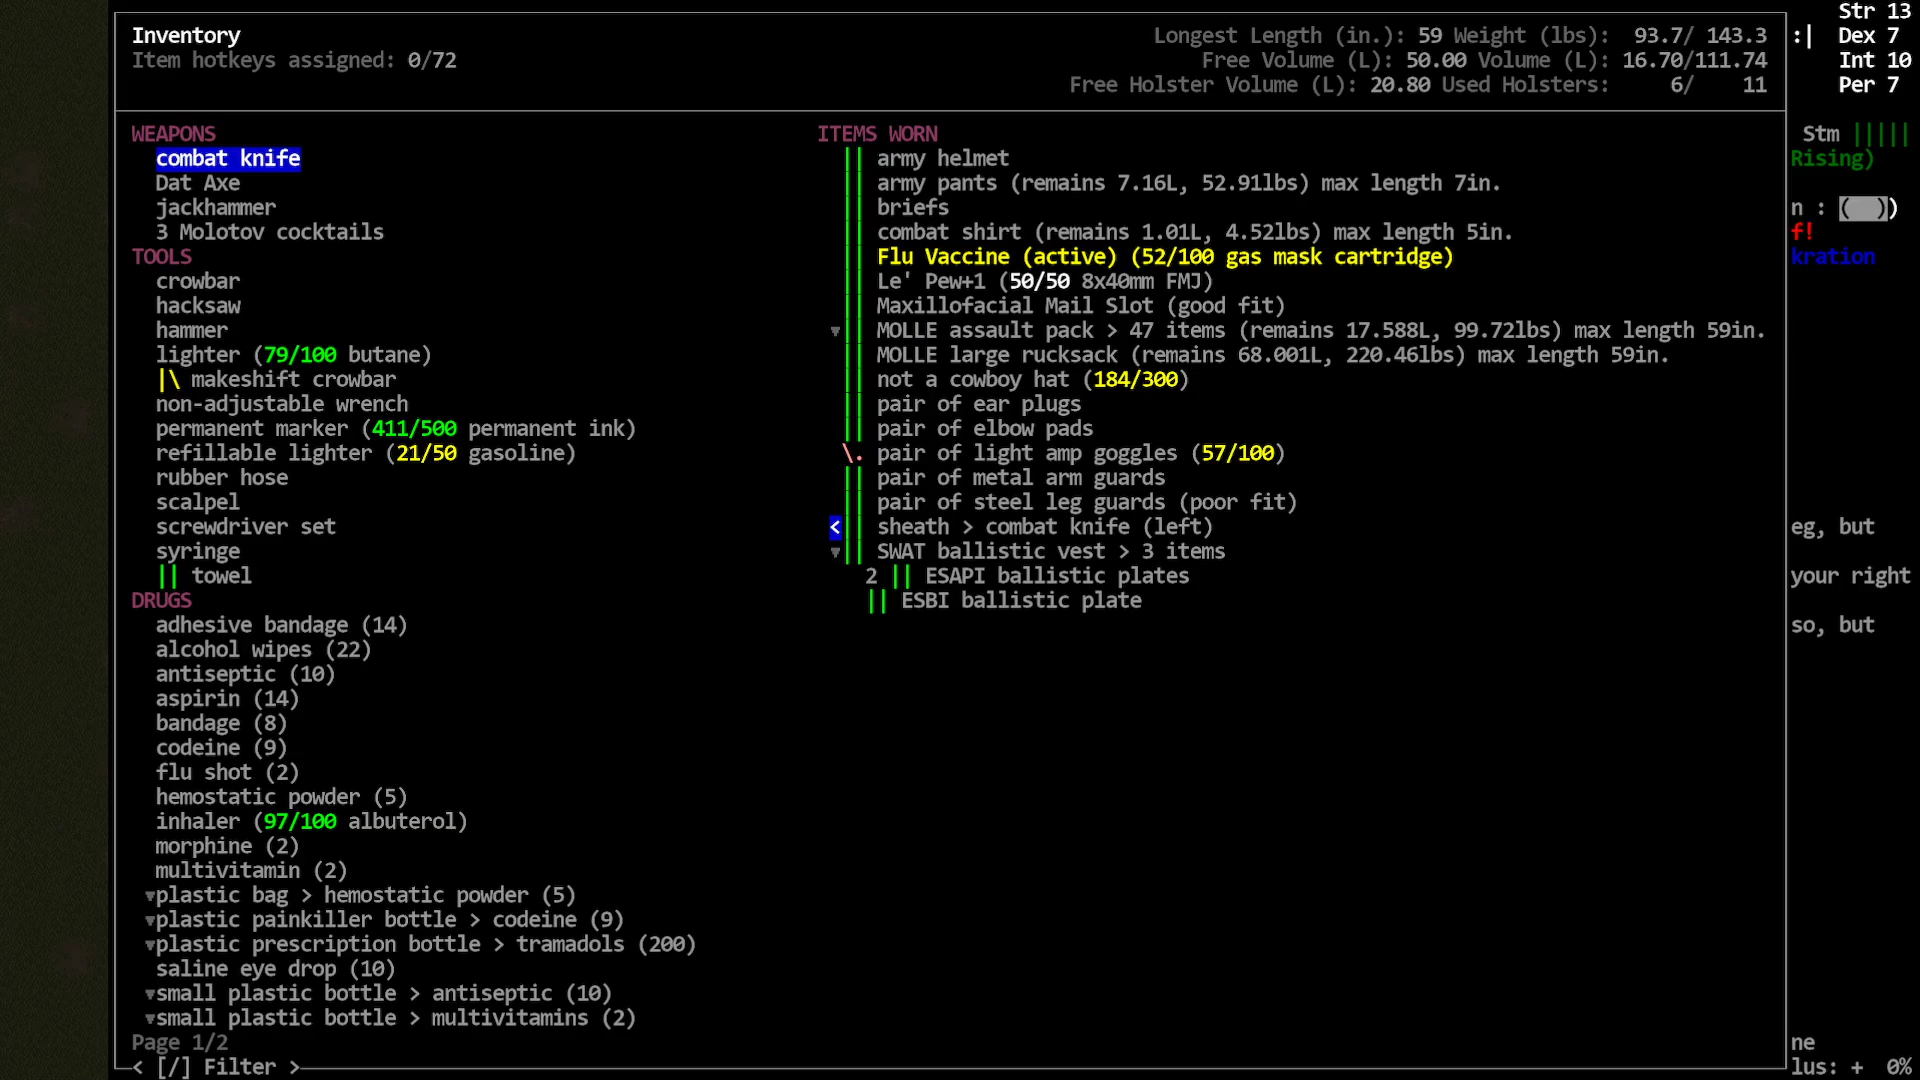 Inventory
Item hotkeys assigned: 0/72
Longest Length (in.): 59 Weight (lbs): 93.7/ 143.3
Free Volume (L): 50.00 Volume (L): 16.70/111.74
Free Holster Volume (L): 20.80 Used Holsters: 6/ 11
WEAPONS
combat knife
Dat Axe
jackhammer
3 Molotov cocktails
TOOLS
crowbar
hacksaw
hammer
lighter (79/100 butane)
|\ makeshift crowbar
non-adjustable wrench
permanent marker (411/500 permanent ink)
refillable lighter (21/50 gasoline)
rubber hose
scalpel
screwdriver set
syringe
|| towel
DRUGS
adhesive bandage (14)
alcohol wipes (22)
antiseptic (10)
aspirin (14)
bandage (8)
codeine (9)
flu shot (2)
hemostatic powder (5)
inhaler (97/100 albuterol)
morphine (2)
multivitamin (2)
▼plastic bag > hemostatic powder (5)
▼plastic painkiller bottle > codeine (9)
▼plastic prescription bottle > tramadols (200)
saline eye drop (10)
▼small plastic bottle > antiseptic (10)
▼small plastic bottle > multivitamins (2)
Page 1/2
< [/] Filter >
ITEMS WORN
|| army helmet
|| army pants (remains 7.16L, 52.91lbs) max length 7in.
|| briefs
|| combat shirt (remains 1.01L, 4.52lbs) max length 5in.
|| Flu Vaccine (active) (52/100 gas mask cartridge)
|| Le' Pew+1 (50/50 8x40mm FMJ)
|| Maxillofacial Mail Slot (good fit)
▼|| MOLLE assault pack > 47 items (remains 17.588L, 99.72lbs) max length 59in.
|| MOLLE large rucksack (remains 68.001L, 220.46lbs) max length 59in.
|| not a cowboy hat (184/300)
|| pair of ear plugs
|| pair of elbow pads
\. pair of light amp goggles (57/100)
|| pair of metal arm guards
|| pair of steel leg guards (poor fit)
<|| sheath > combat knife (left)
▼|| SWAT ballistic vest > 3 items
2 || ESAPI ballistic plates
|| ESBI ballistic plate
Str 13
:| Dex 7
Int 10
Per 7
Stm |||||
Rising)
n : ( ))
f!
kration
eg, but
your right
so, but
ne
lus: + 0%